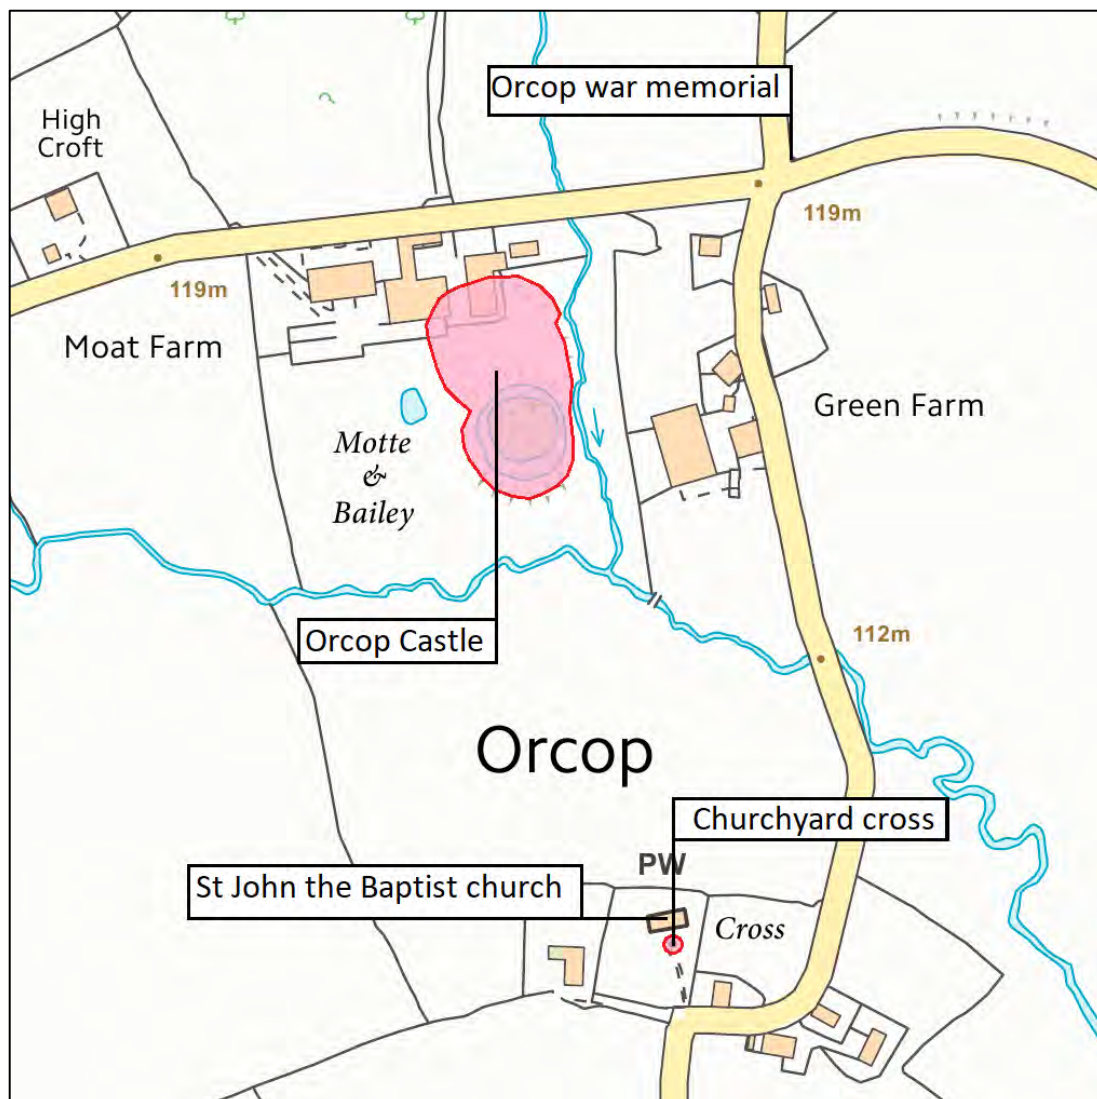 Orcop war memorial
High
Croft
119m
119m
Moat Farm
Green Farm
Motte
&
Bailey
Orcop Castle
112m
Orcop
Churchyard cross
PW
St John the Baptist church
Cross